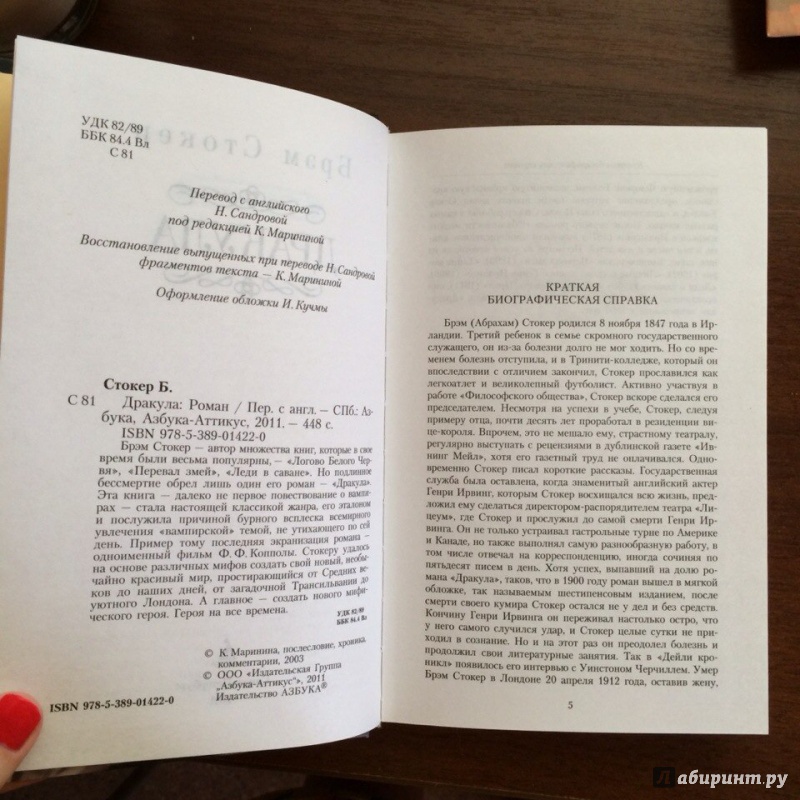 УДК 82/89
ББК 84.4 Вл
С 81
Брэм Стокер
Перевод с английского
Н. Сандровой
под редакцией К. Марининой
Восстановление выпущенных при переводе Н. Сандровой
фрагментов текста — К. Марининой
Оформление обложки И. Кучмы
Стокер Б.
С 81 Дракула: Роман / Пер. с англ. — СПб.: Аз-
бука, Азбука-Аттикус, 2011. — 448 с.
ISBN 978-5-389-01422-0
Брэм Стокер — автор множества книг, которые в свое
время были весьма популярны, — «Логово Белого Чер-
вя», «Перевал змей», «Леди в саване». Но подлинное
бессмертие обрел лишь один его роман — «Дракула».
Эта книга — далеко не первое повествование о вампи-
рах — стала настоящей классикой жанра, его эталоном
и послужила причиной бурного всплеска всемирного
увлечения «вампирской» темой, не утихающего по сей
день. Пример тому последняя экранизация романа —
одноименный фильм Ф. Ф. Копполы. Стокеру удалось
на основе различных мифов создать свой новый, необы-
чайно красивый мир, простирающийся от Средних ве-
ков до наших дней, от загадочной Трансильвании до
уютного Лондона. А главное — создать нового мифи-
ческого героя. Героя на все времена.
УДК 82/89
ББК 84.4 Вл
© К. Маринина, послесловие, хроника,
комментарии, 2003
© ООО «Издательская Группа
„Азбука-Аттикус“, 2011
Издательство АЗБУКА®
ISBN 978-5-389-01422-0
КРАТКАЯ
БИОГРАФИЧЕСКАЯ СПРАВКА
Брэм (Абрахам) Стокер родился 8 ноября 1847 года в Ир-
ландии. Третий ребенок в семье скромного государственного
служащего, он из-за болезни долго не мог ходить. Но со вре-
менем болезнь отступила, и в Тринити-колледже, который он
впоследствии с отличием закончил, Стокер прославился как
легкоатлет и великолепный футболист. Активно участвуя в
работе «Философского общества», Стокер вскоре сделался его
председателем. Несмотря на успехи в учебе, Стокер, следуя
примеру отца, почти десять лет проработал в резиденции ви-
це-короля. Впрочем, это не мешало ему, страстному театралу,
регулярно выступать с рецензиями в дублинской газете «Ив-
нинг Мейл», хотя его газетный труд не оплачивался. Одно-
временно Стокер писал короткие рассказы. Государственная
служба была оставлена, когда знаменитый английский актер
Генри Ирвинг, которым Стокер восхищался всю жизнь, пред-
ложил ему сделаться директором-распорядителем театра «Ли-
цеум», где Стокер и прослужил до самой смерти Генри Ир-
винга. Он не только устраивал гастрольные турне по Америке
и Канаде, но также выполнял самую разнообразную работу, в
том числе отвечал на корреспонденцию, иногда сочиняя по
пятьдесят писем в день. Хотя успех, выпавший на долю ро-
мана «Дракула», таков, что в 1900 году роман вышел в мягкой
обложке, так называемым шестипенсовым изданием, после
смерти своего кумира Стокер остался не у дел и без средств.
Кончину Генри Ирвинга он переживал настолько остро, что
у него самого случился удар, и Стокер целые сутки не при-
ходил в сознание. Но и на этот раз он преодолел болезнь и
продолжил свои литературные занятия. Так в «Дейли кро-
никл» появилось его интервью с Уинстоном Черчиллем. Умер
Брэм Стокер в Лондоне 20 апреля 1912 года, оставив жену,
5
Лабиринт.ру